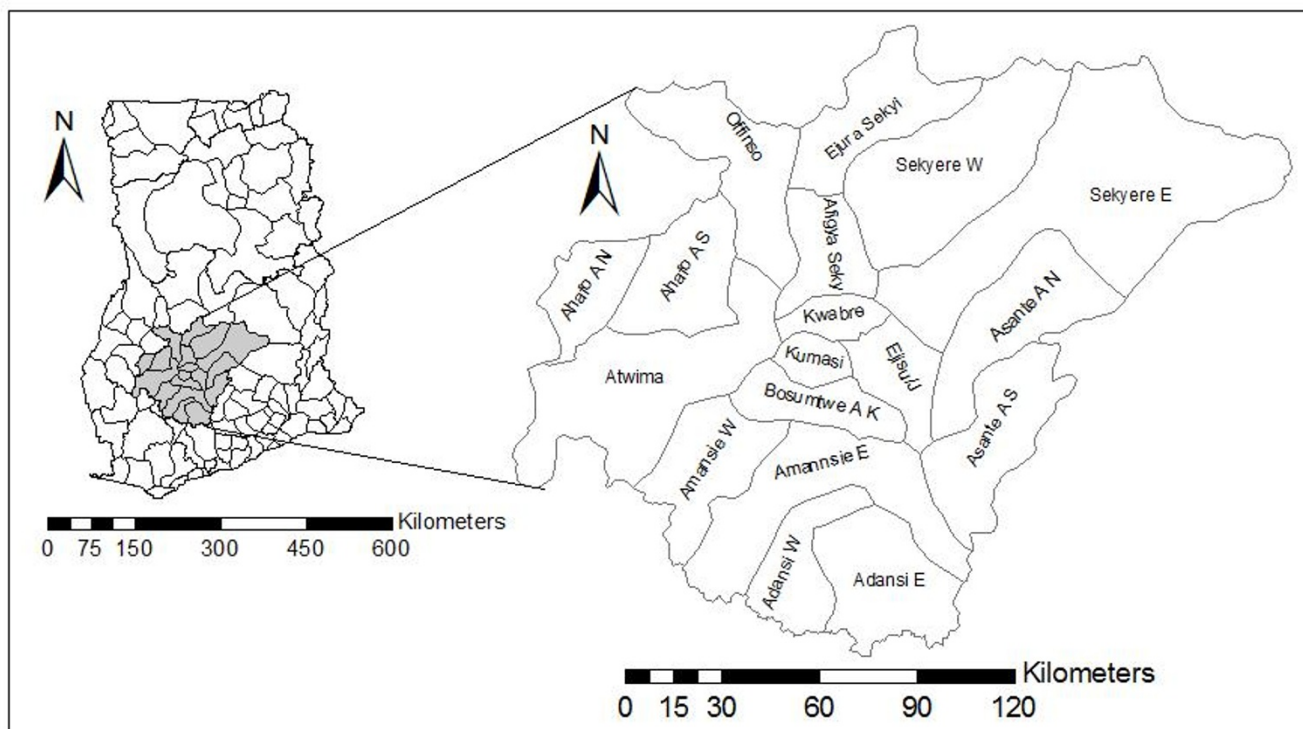 N
Kilometers
0 75 150 300 450 600
N
Offinso
Ejura Sekyi
Sekyere W
Sekyere E
Ahafo A N
Ahafo A S
Afigya Seky
Asante A N
Kwabre
Kumasi
Ejisu/J
Atwima
Bosumtwe A K
Asante A S
Amansie W
Amannsie E
Adansi W
Adansi E
Kilometers
0 15 30 60 90 120